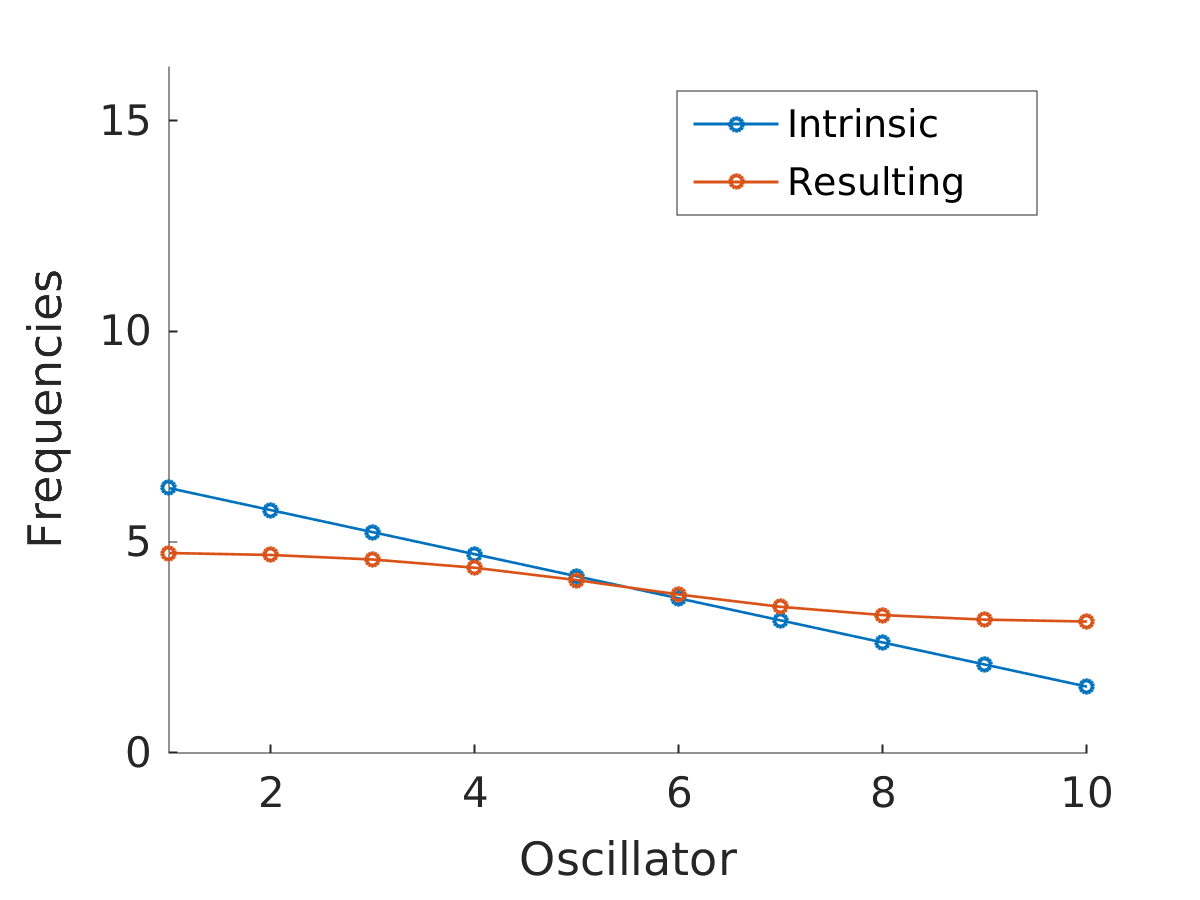 Intrinsic
Resulting
Frequencies
15
10
5
0
2 4 6 8 10
Oscillator